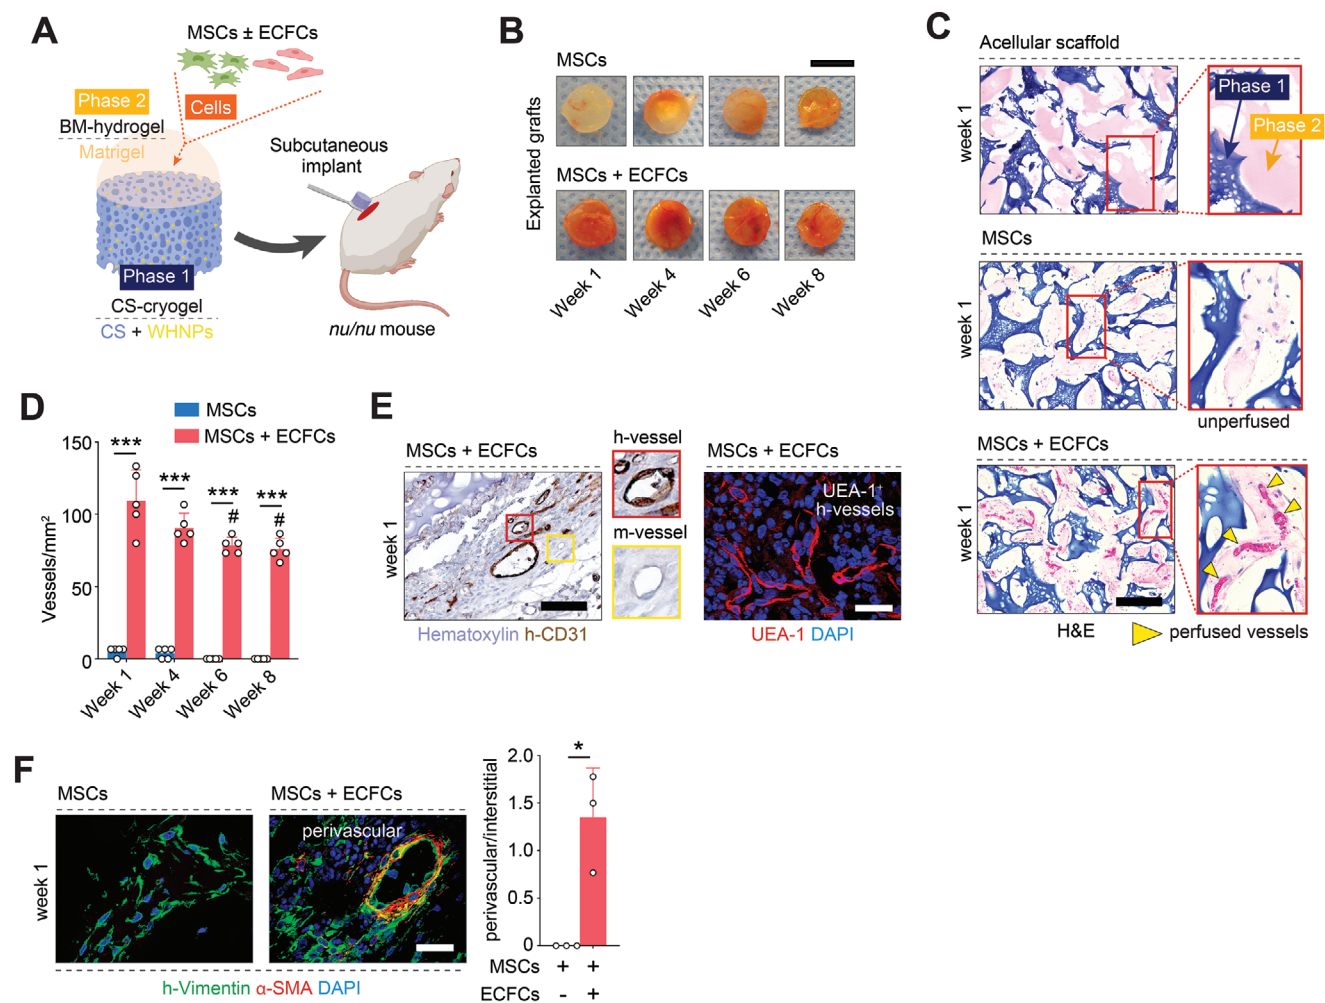 A
MSCs ± ECFCs
Phase 2
Cells
BM-hydrogel
Matrigel
Subcutaneous
implant
Phase 1
CS-cryogel
CS + WHNPs
nu/nu mouse
B
MSCs
Explanted grafts
MSCs + ECFCs
Week 1
Week 4
Week 6
Week 8
C
Acellular scaffold
week 1
Phase 1
Phase 2
MSCs
week 1
unperfused
MSCs + ECFCs
week 1
H&E
perfused vessels
D
MSCs
MSCs + ECFCs
Vessels/mm²
150
100
50
0
***
***
***
#
***
#
Week 1
Week 4
Week 6
Week 8
E
MSCs + ECFCs
week 1
h-vessel
m-vessel
Hematoxylin h-CD31
MSCs + ECFCs
UEA-1⁺
h-vessels
UEA-1 DAPI
F
MSCs
MSCs + ECFCs
week 1
perivascular
h-Vimentin α-SMA DAPI
perivascular/interstitial
2.0
1.5
1.0
0.5
0
*
MSCs + +
ECFCs - +